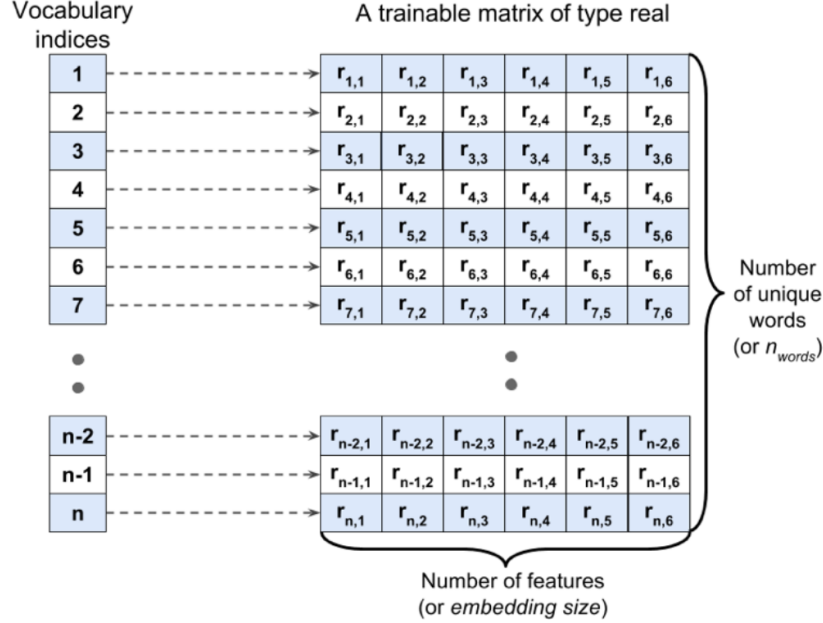 Vocabulary indices
A trainable matrix of type real
1 r1,1 r1,2 r1,3 r1,4 r1,5 r1,6
2 r2,1 r2,2 r2,3 r2,4 r2,5 r2,6
3 r3,1 r3,2 r3,3 r3,4 r3,5 r3,6
4 r4,1 r4,2 r4,3 r4,4 r4,5 r4,6
5 r5,1 r5,2 r5,3 r5,4 r5,5 r5,6
6 r6,1 r6,2 r6,3 r6,4 r6,5 r6,6
7 r7,1 r7,2 r7,3 r7,4 r7,5 r7,6
n-2 rn-2,1 rn-2,2 rn-2,3 rn-2,4 rn-2,5 rn-2,6
n-1 rn-1,1 rn-1,2 rn-1,3 rn-1,4 rn-1,5 rn-1,6
n rn,1 rn,2 rn,3 rn,4 rn,5 rn,6
Number
of unique
words
(or nwords)
Number of features
(or embedding size)